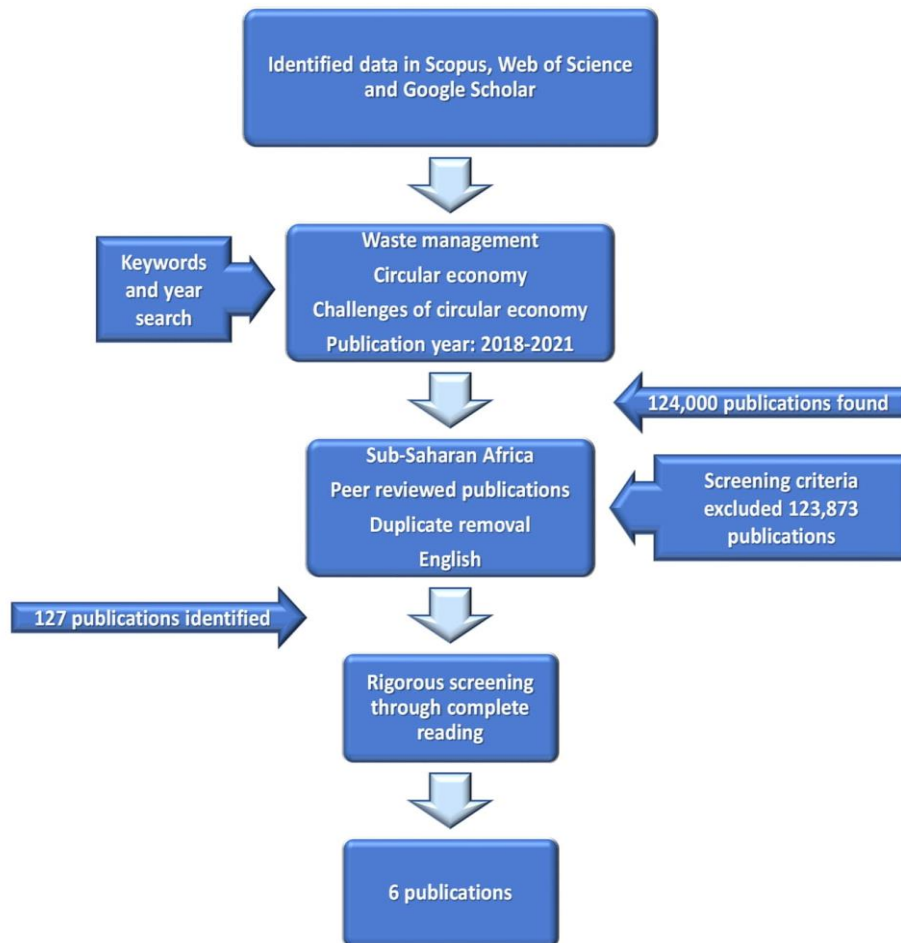 Identified data in Scopus, Web of Science
and Google Scholar
Keywords
and year
search
Waste management
Circular economy
Challenges of circular economy
Publication year: 2018-2021
124,000 publications found
Sub-Saharan Africa
Peer reviewed publications
Duplicate removal
English
Screening criteria
excluded 123,873
publications
127 publications identified
Rigorous screening
through complete
reading
6 publications